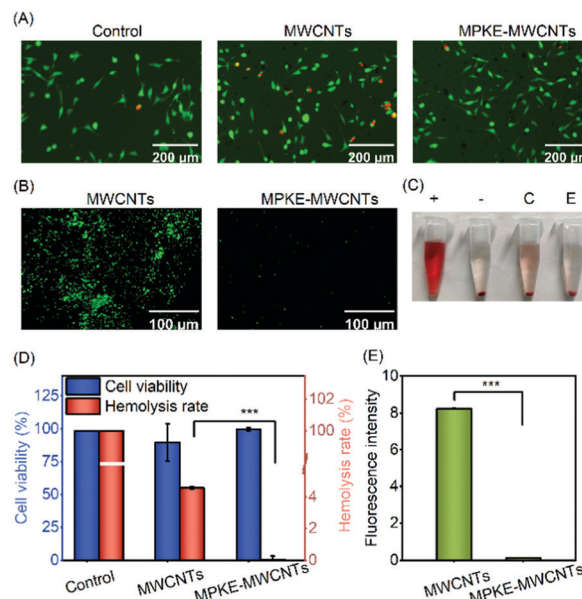 (A)
Control
MWCNTs
MPKE-MWCNTs
200 μm
200 μm
200 μm
(B)
MWCNTs
MPKE-MWCNTs
100 μm
100 μm
(C)
+ - C E
(D)
Cell viability
Hemolysis rate
***
Cell viability (%)
125
100
75
50
25
0
Hemolysis rate (%)
102
100
4
2
0
Control
MWCNTs
MPKE-MWCNTs
(E)
***
Fluorescence intensity
10
8
6
4
2
0
MWCNTs
MPKE-MWCNTs